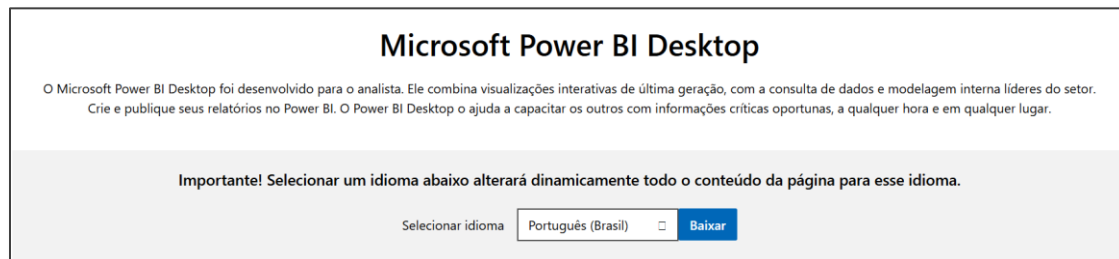 Microsoft Power BI Desktop
O Microsoft Power BI Desktop foi desenvolvido para o analista. Ele combina visualizações interativas de última geração, com a consulta de dados e modelagem interna líderes do setor.
Crie e publique seus relatórios no Power BI. O Power BI Desktop o ajuda a capacitar os outros com informações críticas oportunas, a qualquer hora e em qualquer lugar.
Importante! Selecionar um idioma abaixo alterará dinamicamente todo o conteúdo da página para esse idioma.
Selecionar idioma Português (Brasil) Baixar